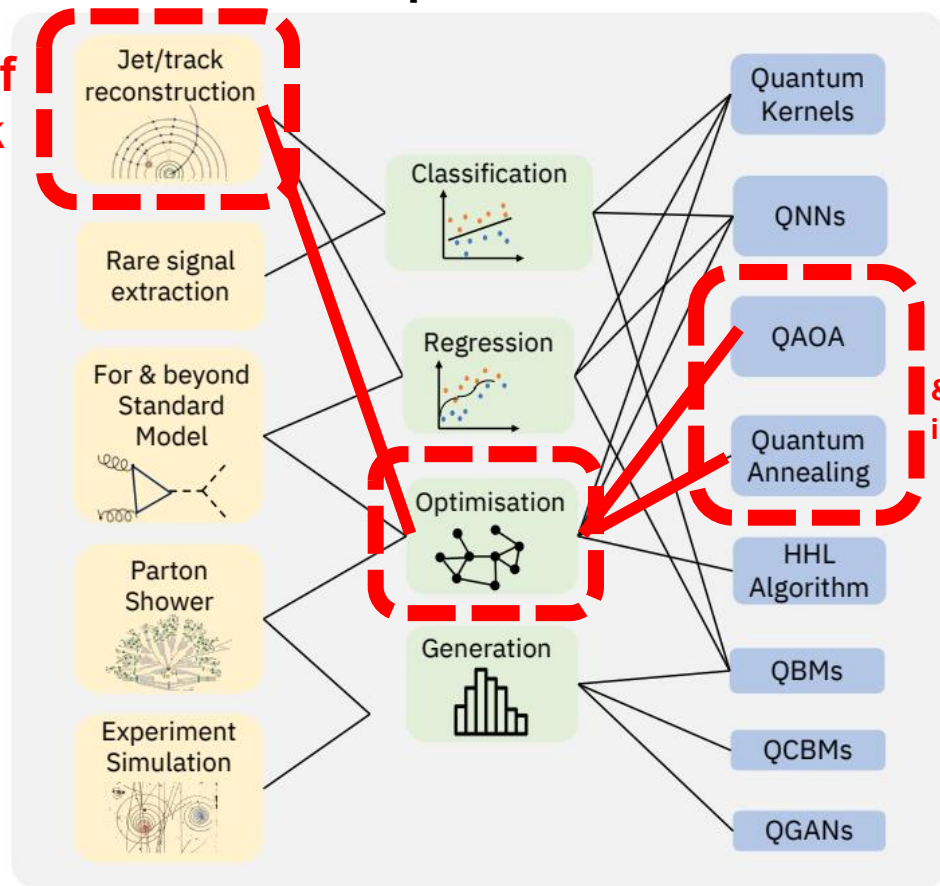 Jet/track
reconstruction
Rare signal
extraction
For & beyond
Standard
Model
Parton
Shower
Experiment
Simulation
Classification
Regression
Optimisation
Generation
Quantum
Kernels
QNNs
QAOA
Quantum
Annealing
HHL
Algorithm
QBMs
QCBMs
QGANs